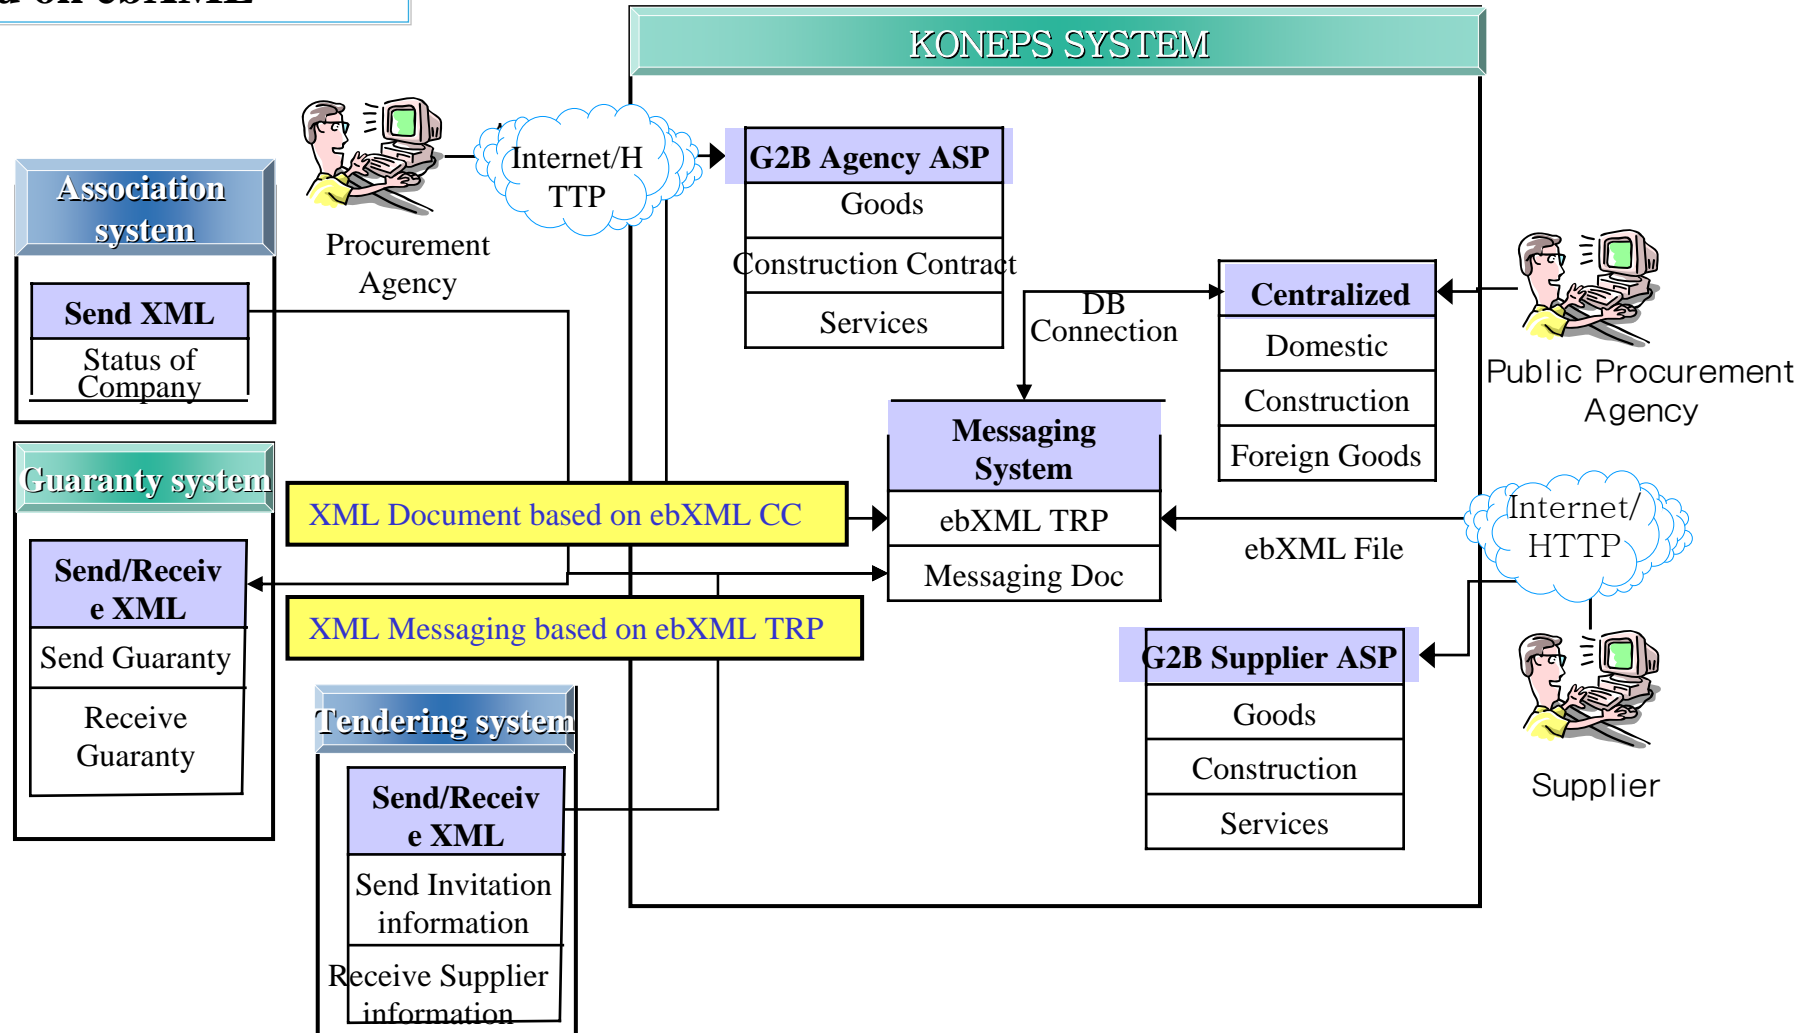 on ebXML
KONEPS SYSTEM
Internet/H
TTP
G2B Agency ASP
Goods
Construction Contract
Services
Procurement
Agency
Association
system
Send XML
Status of
Company
DB
Connection
Centralized
Domestic
Construction
Foreign Goods
Public Procurement
Agency
Messaging
System
ebXML TRP
Messaging Doc
Guaranty system
Send/Receiv
e XML
Send Guaranty
Receive
Guaranty
XML Document based on ebXML CC
XML Messaging based on ebXML TRP
ebXML File
Internet/
HTTP
G2B Supplier ASP
Goods
Construction
Services
Supplier
Tendering system
Send/Receiv
e XML
Send Invitation
information
Receive Supplier
information